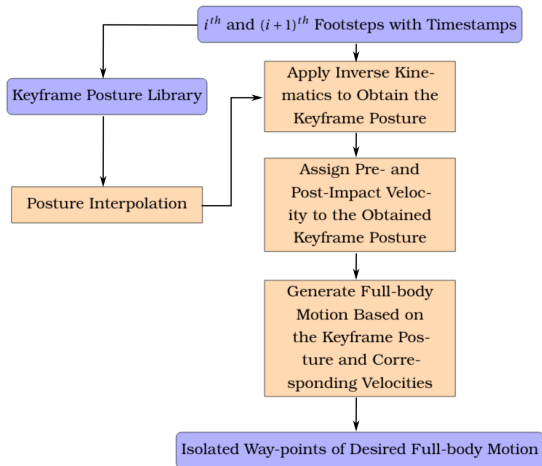 i^th and (i + 1)^th Footsteps with Timestamps
Keyframe Posture Library
Apply Inverse Kine-
matics to Obtain the
Keyframe Posture
Posture Interpolation
Assign Pre- and
Post-Impact Veloc-
ity to the Obtained
Keyframe Posture
Generate Full-body
Motion Based on
the Keyframe Pos-
ture and Corre-
sponding Velocities
Isolated Way-points of Desired Full-body Motion